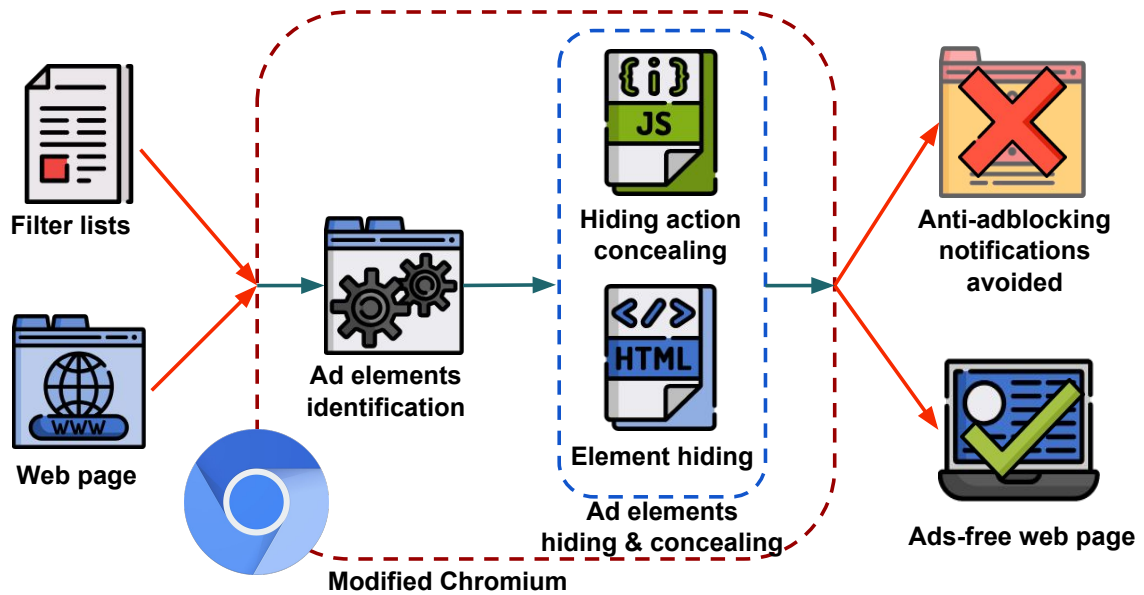 Filter lists
WWW
Web page
Ad elements
identification
{i}
JS
Hiding action
concealing
</>
HTML
Element hiding
Ad elements
hiding & concealing
Modified Chromium
Anti-adblocking
notifications
avoided
Ads-free web page